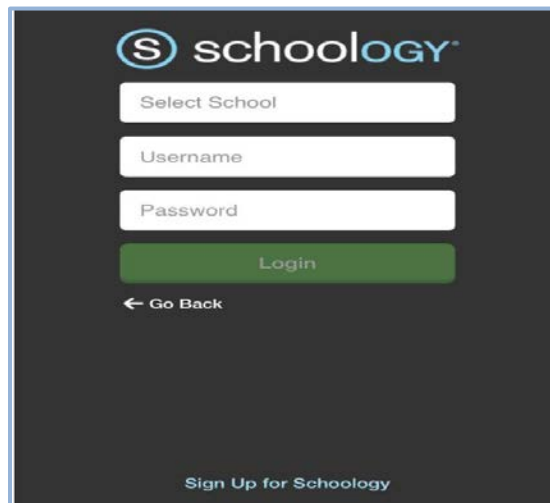 S schoology
Select School
Username
Password
Login
← Go Back
Sign Up for Schoology